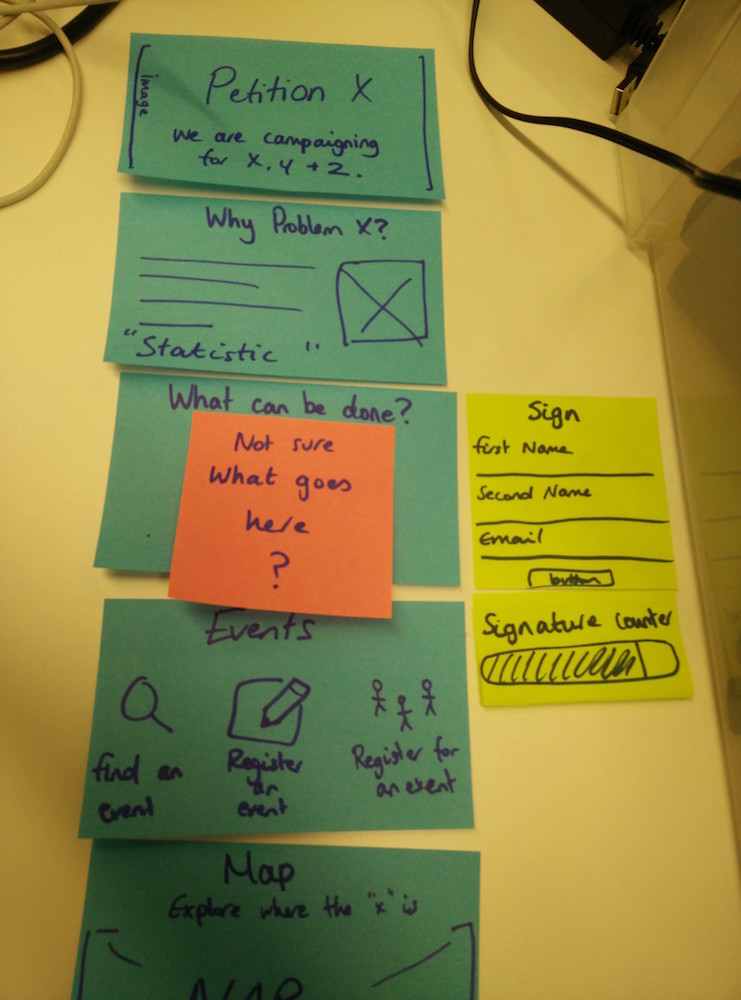 image
Petition X
We are campaigning
for X, Y + Z.
Why Problem X?
"Statistic "
What can be done?
Not sure
What goes
here
?
Sign
first Name
Second Name
Email
button
Signature Counter
Events
find an
event
Register
an
event
Register for
an event
Map
Explore where the "x" is
MAP